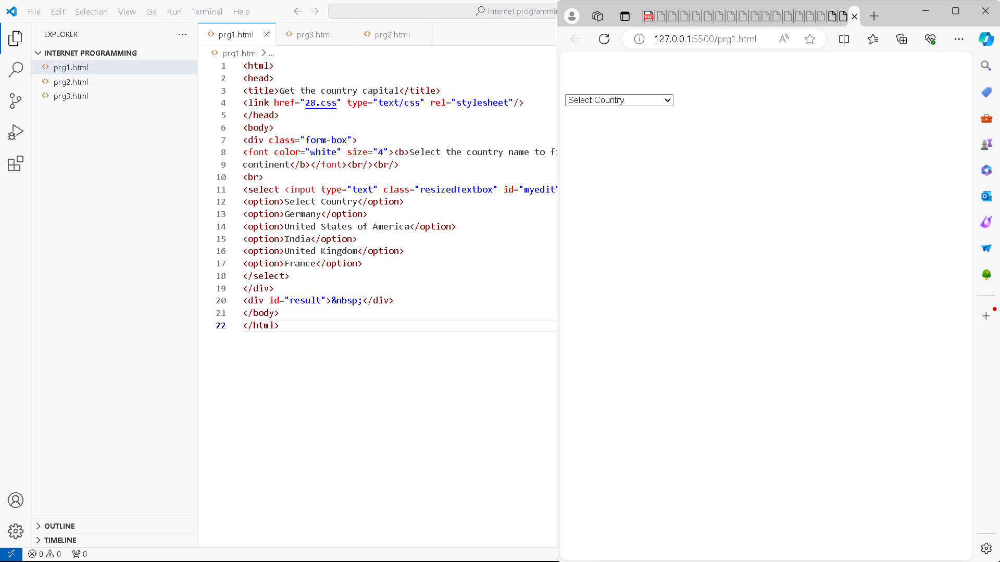 File Edit Selection View Go Run Terminal Help
internet programmi
EXPLORER
INTERNET PROGRAMMING
prg1.html
prg2.html
prg3.html
OUTLINE
TIMELINE
0 0 0
prg1.html prg3.html prg2.html
prg1.html > ...
1 <html>
2 <head>
3 <title>Get the country capital</title>
4 <link href="28.css" type="text/css" rel="stylesheet"/>
5 </head>
6 <body>
7 <div class="form-box">
8 <font color="white" size="4"><b>Select the country name to fi
9 continent</b></font><br/><br/>
10 <br>
11 <select <input type="text" class="resizedTextbox" id="myedit"
12 <option>Select Country</option>
13 <option>Germany</option>
14 <option>United States of America</option>
15 <option>India</option>
16 <option>United Kingdom</option>
17 <option>France</option>
18 </select>
19 </div>
20 <div id="result">&nbsp;</div>
21 </body>
22 </html>
PDF
127.0.0.1:5500/prg1.html
Select Country